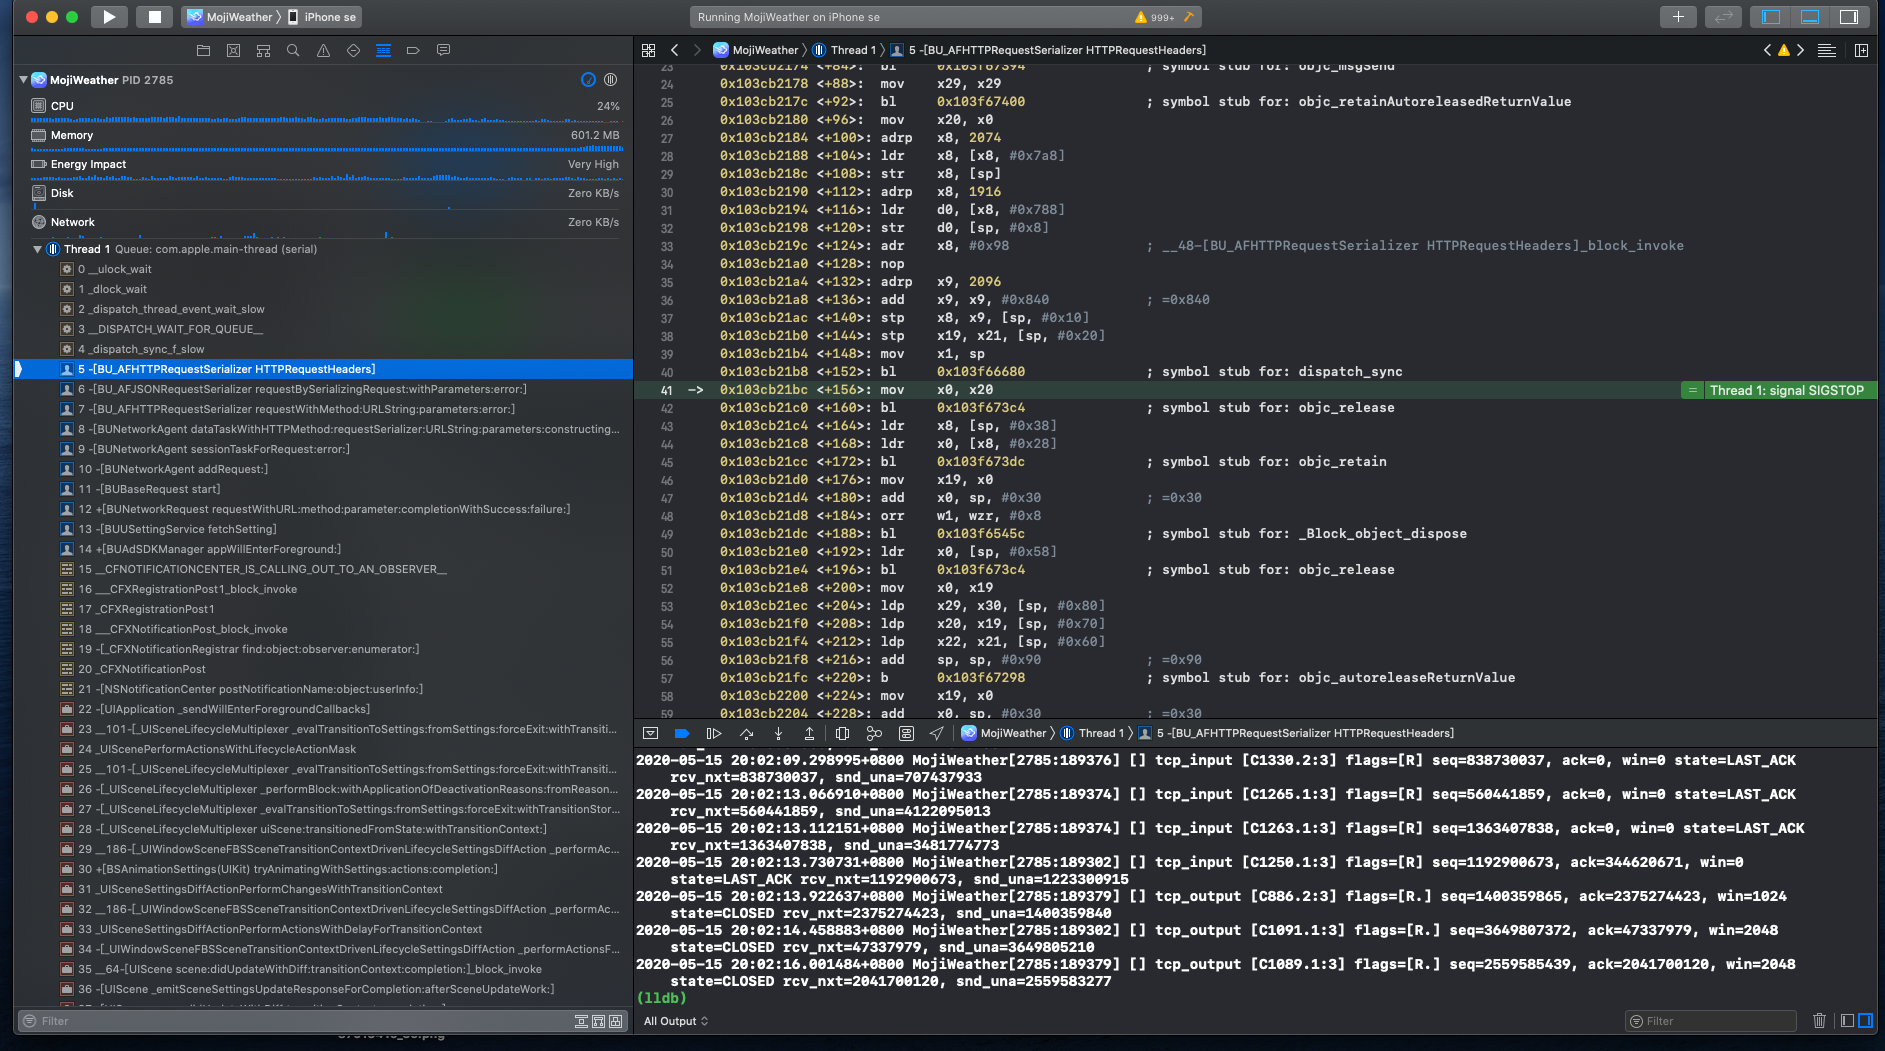 MojiWeather 〉 iPhone se
Running MojiWeather on iPhone se
999+
MojiWeather 〉 Thread 1 〉 5 -[BU_AFHTTPRequestSerializer HTTPRequestHeaders]
MojiWeather PID 2785
CPU 24%
Memory 601.2 MB
Energy Impact Very High
Disk Zero KB/s
Network Zero KB/s
Thread 1 Queue: com.apple.main-thread (serial)
0 __ulock_wait
1 _dlock_wait
2 _dispatch_thread_event_wait_slow
3 __DISPATCH_WAIT_FOR_QUEUE__
4 _dispatch_sync_f_slow
5 -[BU_AFHTTPRequestSerializer HTTPRequestHeaders]
6 -[BU_AFJSONRequestSerializer requestBySerializingRequest:withParameters:error:]
7 -[BU_AFHTTPRequestSerializer requestWithMethod:URLString:parameters:error:]
8 -[BUNetworkAgent dataTaskWithHTTPMethod:requestSerializer:URLString:parameters:constructing...
9 -[BUNetworkAgent sessionTaskForRequest:error:]
10 -[BUNetworkAgent addRequest:]
11 -[BUBaseRequest start]
12 +[BUNetworkRequest requestWithURL:method:parameter:completionWithSuccess:failure:]
13 -[BUUSettingService fetchSetting]
14 +[BUAdSDKManager appWillEnterForeground:]
15 __CFNOTIFICATIONCENTER_IS_CALLING_OUT_TO_AN_OBSERVER__
16 ___CFXRegistrationPost1_block_invoke
17 _CFXRegistrationPost1
18 ___CFXNotificationPost_block_invoke
19 -[_CFXNotificationRegistrar find:object:observer:enumerator:]
20 _CFXNotificationPost
21 -[NSNotificationCenter postNotificationName:object:userInfo:]
22 -[UIApplication _sendWillEnterForegroundCallbacks]
23 __101-[_UISceneLifecycleMultiplexer _evalTransitionToSettings:fromSettings:forceExit:withTransiti...
24 _UIScenePerformActionsWithLifecycleActionMask
25 __101-[_UISceneLifecycleMultiplexer _evalTransitionToSettings:fromSettings:forceExit:withTransiti...
26 -[_UISceneLifecycleMultiplexer _performBlock:withApplicationOfDeactivationReasons:fromReason...
27 -[_UISceneLifecycleMultiplexer _evalTransitionToSettings:fromSettings:forceExit:withTransitionStor...
28 -[_UISceneLifecycleMultiplexer uiScene:transitionedFromState:withTransitionContext:]
29 __186-[_UIWindowSceneFBSSceneTransitionContextDrivenLifecycleSettingsDiffAction _performAc...
30 +[BSAnimationSettings(UIKit) tryAnimatingWithSettings:actions:completion:]
31 _UISceneSettingsDiffActionPerformChangesWithTransitionContext
32 __186-[_UIWindowSceneFBSSceneTransitionContextDrivenLifecycleSettingsDiffAction _performAc...
33 _UISceneSettingsDiffActionPerformActionsWithDelayForTransitionContext
34 -[_UIWindowSceneFBSSceneTransitionContextDrivenLifecycleSettingsDiffAction _performActionsF...
35 __64-[UIScene scene:didUpdateWithDiff:transitionContext:completion:]_block_invoke
36 -[UIScene _emitSceneSettingsUpdateResponseForCompletion:afterSceneUpdateWork:]
Filter
23 0x103cb2174 <+84>: bl 0x103f67394 ; symbol stub for: objc_msgSend
24 0x103cb2178 <+88>: mov x29, x29
25 0x103cb217c <+92>: bl 0x103f67400 ; symbol stub for: objc_retainAutoreleasedReturnValue
26 0x103cb2180 <+96>: mov x20, x0
27 0x103cb2184 <+100>: adrp x8, 2074
28 0x103cb2188 <+104>: ldr x8, [x8, #0x7a8]
29 0x103cb218c <+108>: str x8, [sp]
30 0x103cb2190 <+112>: adrp x8, 1916
31 0x103cb2194 <+116>: ldr d0, [x8, #0x788]
32 0x103cb2198 <+120>: str d0, [sp, #0x8]
33 0x103cb219c <+124>: adr x8, #0x98 ; __48-[BU_AFHTTPRequestSerializer HTTPRequestHeaders]_block_invoke
34 0x103cb21a0 <+128>: nop
35 0x103cb21a4 <+132>: adrp x9, 2096
36 0x103cb21a8 <+136>: add x9, x9, #0x840 ; =0x840
37 0x103cb21ac <+140>: stp x8, x9, [sp, #0x10]
38 0x103cb21b0 <+144>: stp x19, x21, [sp, #0x20]
39 0x103cb21b4 <+148>: mov x1, sp
40 0x103cb21b8 <+152>: bl 0x103f66680 ; symbol stub for: dispatch_sync
41 -> 0x103cb21bc <+156>: mov x0, x20 = Thread 1: signal SIGSTOP
42 0x103cb21c0 <+160>: bl 0x103f673c4 ; symbol stub for: objc_release
43 0x103cb21c4 <+164>: ldr x8, [sp, #0x38]
44 0x103cb21c8 <+168>: ldr x0, [x8, #0x28]
45 0x103cb21cc <+172>: bl 0x103f673dc ; symbol stub for: objc_retain
46 0x103cb21d0 <+176>: mov x19, x0
47 0x103cb21d4 <+180>: add x0, sp, #0x30 ; =0x30
48 0x103cb21d8 <+184>: orr w1, wzr, #0x8
49 0x103cb21dc <+188>: bl 0x103f6545c ; symbol stub for: _Block_object_dispose
50 0x103cb21e0 <+192>: ldr x0, [sp, #0x58]
51 0x103cb21e4 <+196>: bl 0x103f673c4 ; symbol stub for: objc_release
52 0x103cb21e8 <+200>: mov x0, x19
53 0x103cb21ec <+204>: ldp x29, x30, [sp, #0x80]
54 0x103cb21f0 <+208>: ldp x20, x19, [sp, #0x70]
55 0x103cb21f4 <+212>: ldp x22, x21, [sp, #0x60]
56 0x103cb21f8 <+216>: add sp, sp, #0x90 ; =0x90
57 0x103cb21fc <+220>: b 0x103f67298 ; symbol stub for: objc_autoreleaseReturnValue
58 0x103cb2200 <+224>: mov x19, x0
59 0x103cb2204 <+228>: add x0, sp, #0x30 ; =0x30
MojiWeather 〉 Thread 1 〉 5 -[BU_AFHTTPRequestSerializer HTTPRequestHeaders]
2020-05-15 20:02:09.298995+0800 MojiWeather[2785:189376] [] tcp_input [C1330.2:3] flags=[R] seq=838730037, ack=0, win=0 state=LAST_ACK
rcv_nxt=838730037, snd_una=707437933
2020-05-15 20:02:13.066910+0800 MojiWeather[2785:189374] [] tcp_input [C1265.1:3] flags=[R] seq=560441859, ack=0, win=0 state=LAST_ACK
rcv_nxt=560441859, snd_una=4122095013
2020-05-15 20:02:13.112151+0800 MojiWeather[2785:189374] [] tcp_input [C1263.1:3] flags=[R] seq=1363407838, ack=0, win=0 state=LAST_ACK
rcv_nxt=1363407838, snd_una=3481774773
2020-05-15 20:02:13.730731+0800 MojiWeather[2785:189302] [] tcp_input [C1250.1:3] flags=[R] seq=1192900673, ack=344620671, win=0
state=LAST_ACK rcv_nxt=1192900673, snd_una=1223300915
2020-05-15 20:02:13.922637+0800 MojiWeather[2785:189379] [] tcp_output [C886.2:3] flags=[R.] seq=1400359865, ack=2375274423, win=1024
state=CLOSED rcv_nxt=2375274423, snd_una=1400359840
2020-05-15 20:02:14.458883+0800 MojiWeather[2785:189302] [] tcp_output [C1091.1:3] flags=[R.] seq=3649807372, ack=47337979, win=2048
state=CLOSED rcv_nxt=47337979, snd_una=3649805210
2020-05-15 20:02:16.001484+0800 MojiWeather[2785:189379] [] tcp_output [C1089.1:3] flags=[R.] seq=2559585439, ack=2041700120, win=2048
state=CLOSED rcv_nxt=2041700120, snd_una=2559583277
(lldb)
All Output
Filter